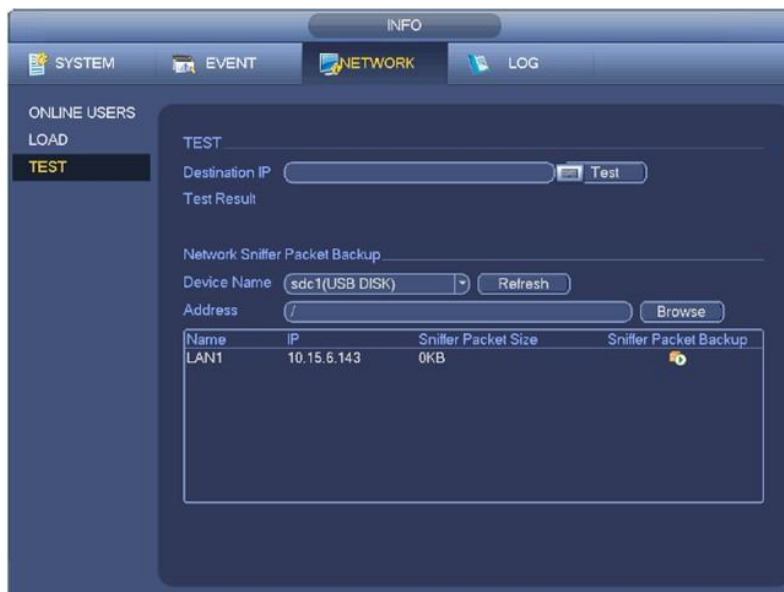 INFO
SYSTEM EVENT NETWORK LOG
ONLINE USERS
LOAD
TEST
TEST
Destination IP Test
Test Result
Network Sniffer Packet Backup
Device Name sdc1(USB DISK) Refresh
Address / Browse
Name IP Sniffer Packet Size Sniffer Packet Backup
LAN1 10.15.6.143 0KB